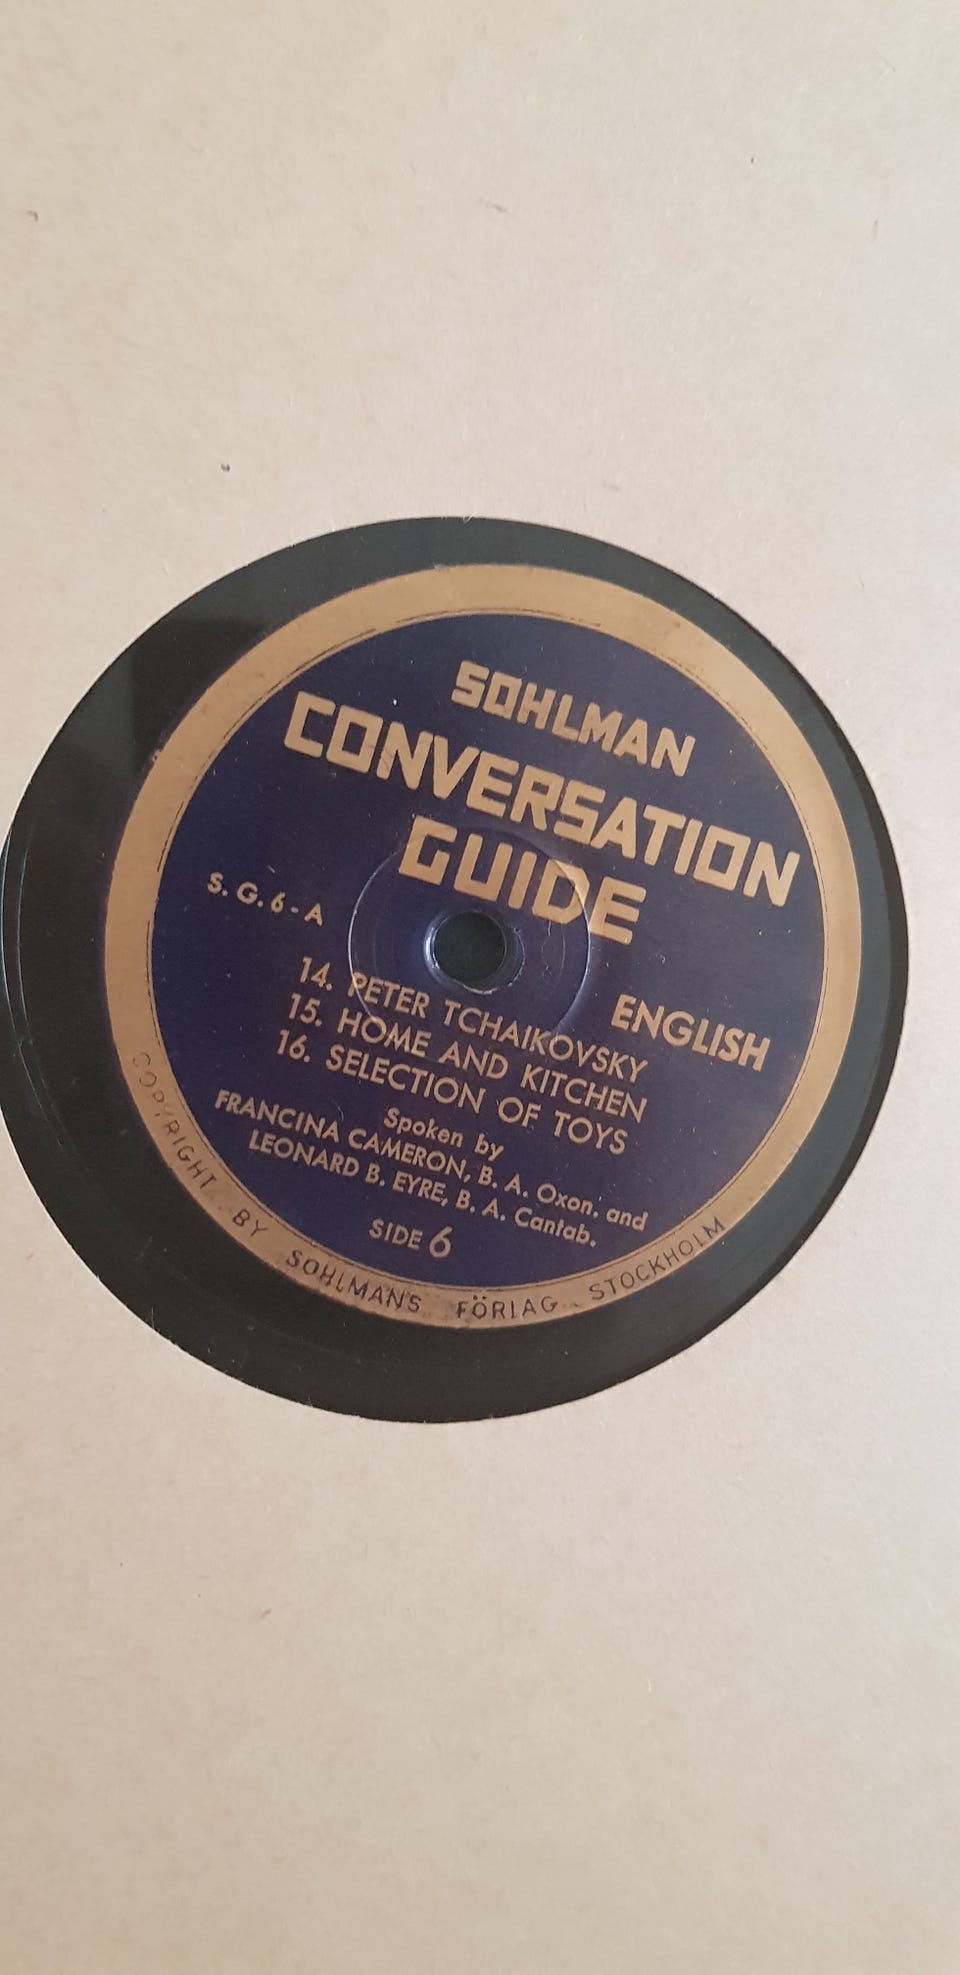 SOHLMAN
CONVERSATION
GUIDE
S. G. 6 - A
ENGLISH
14. PETER TCHAIKOVSKY
15. HOME AND KITCHEN
16. SELECTION OF TOYS
Spoken by
FRANCINA CAMERON, B. A. Oxon. and
LEONARD B. EYRE, B. A. Cantab.
SIDE 6
COPYRIGHT BY SOHLMANS FÖRLAG STOCKHOLM